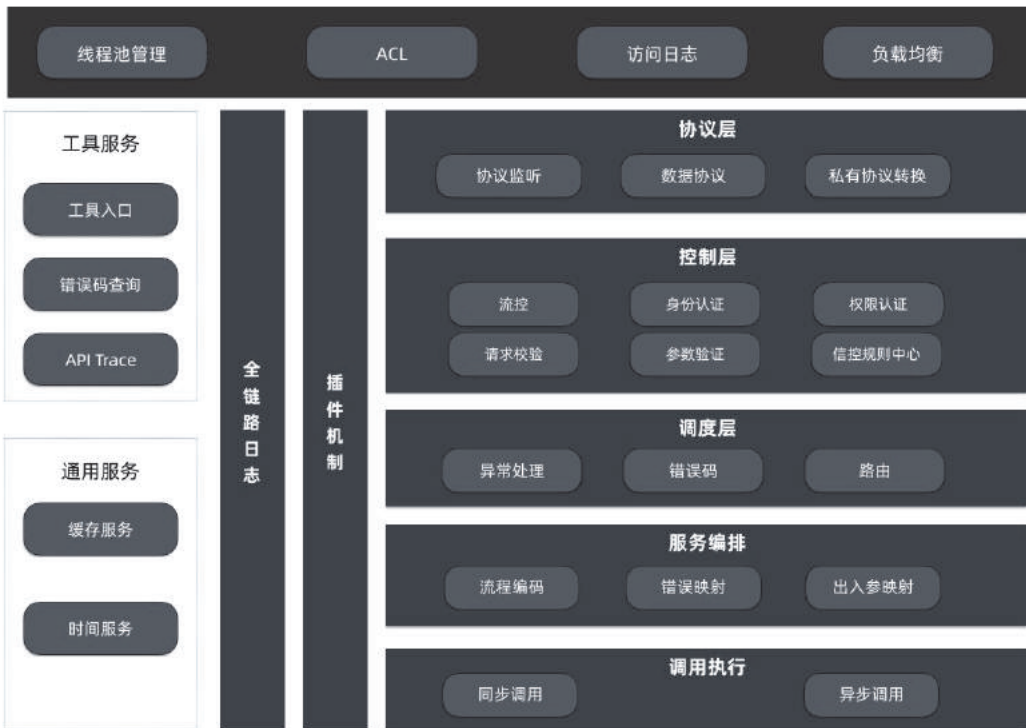 线程池管理
ACL
访问日志
负载均衡
工具服务
工具入口
错误码查询
API Trace
通用服务
缓存服务
时间服务
全链路日志
插件机制
协议层
协议监听
数据协议
私有协议转换
控制层
流控
身份认证
权限认证
请求校验
参数验证
信控规则中心
调度层
异常处理
错误码
路由
服务编排
流程编码
错误映射
出入参映射
调用执行
同步调用
异步调用